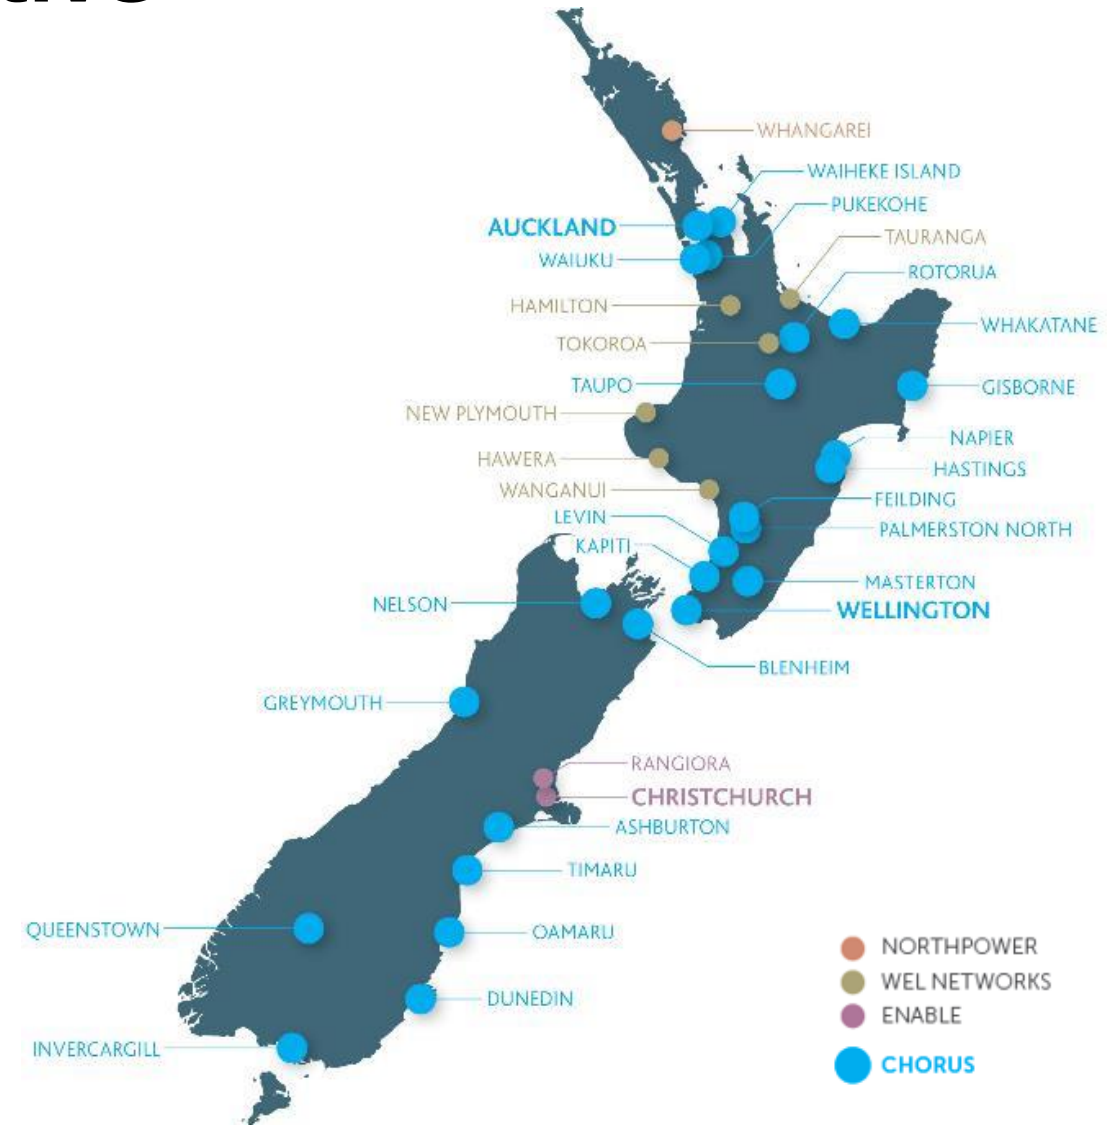 WHANGAREI
WAIHEKE ISLAND
PUKEKOHE
AUCKLAND
TAURANGA
WAIUKU
ROTORUA
HAMILTON
WHAKATANE
TOKOROA
TAUPO
GISBORNE
NEW PLYMOUTH
NAPIER
HAWERA
HASTINGS
WANGANUI
FEILDING
LEVIN
PALMERSTON NORTH
KAPITI
MASTERTON
NELSON
WELLINGTON
BLENHEIM
GREYMOUTH
RANGIORA
CHRISTCHURCH
ASHBURTON
TIMARU
QUEENSTOWN
OAMARU
DUNEDIN
INVERCARGILL
NORTHPOWER
WEL NETWORKS
ENABLE
CHORUS